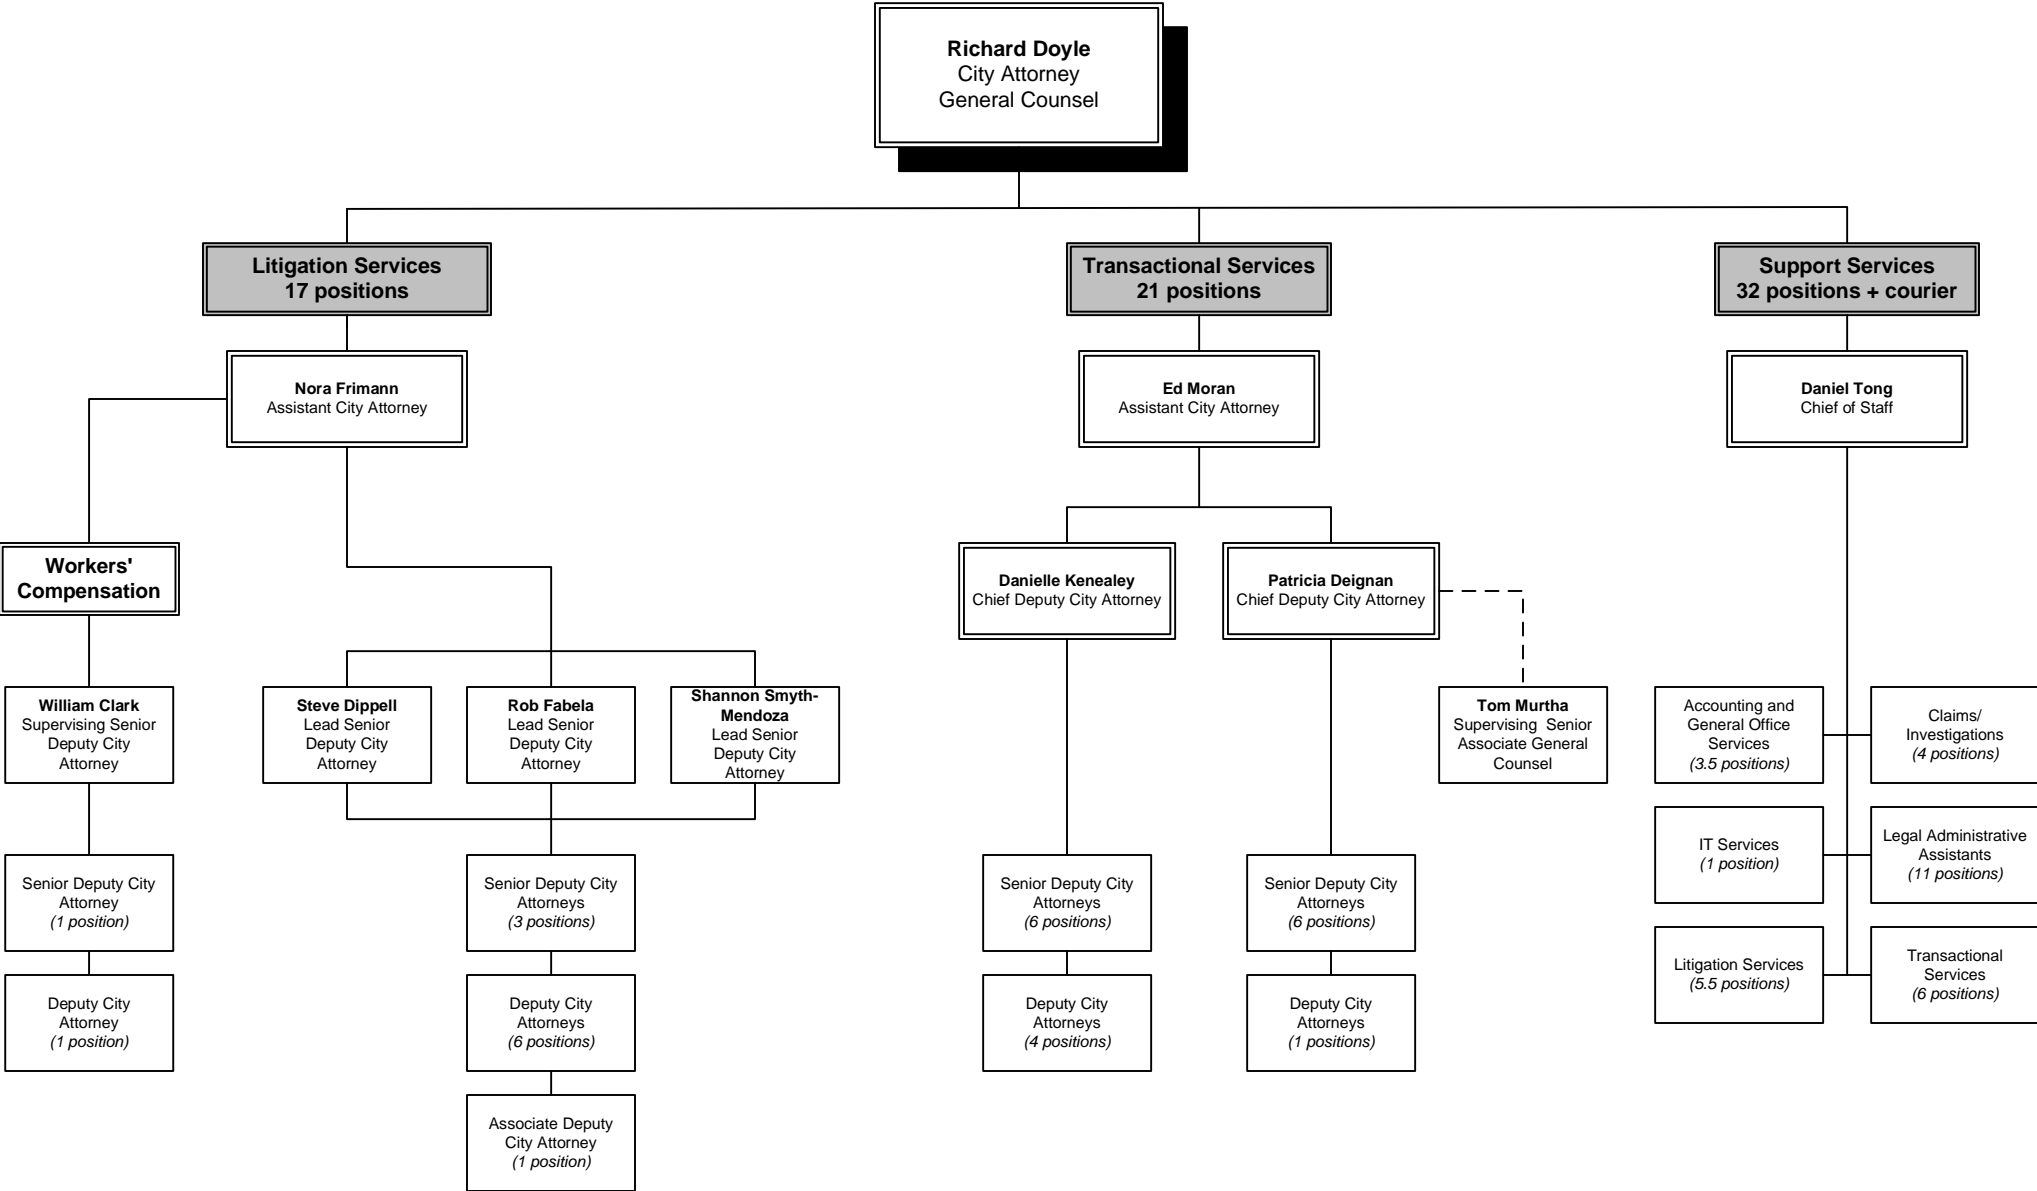 Richard Doyle
City Attorney
General Counsel
Litigation Services
17 positions
Transactional Services
21 positions
Support Services
32 positions + courier
Nora Frimann
Assistant City Attorney
Ed Moran
Assistant City Attorney
Daniel Tong
Chief of Staff
Workers'
Compensation
Danielle Kenealey
Chief Deputy City Attorney
Patricia Deignan
Chief Deputy City Attorney
William Clark
Supervising Senior
Deputy City
Attorney
Steve Dippell
Lead Senior
Deputy City
Attorney
Rob Fabela
Lead Senior
Deputy City
Attorney
Shannon Smyth-
Mendoza
Lead Senior
Deputy City
Attorney
Tom Murtha
Supervising  Senior
Associate General
Counsel
Accounting and
General Office
Services
(3.5 positions)
Claims/
Investigations
(4 positions)
IT Services
(1 position)
Legal Administrative
Assistants
(11 positions)
Senior Deputy City
Attorney
(1 position)
Senior Deputy City
Attorneys
(3 positions)
Senior Deputy City
Attorneys
(6 positions)
Senior Deputy City
Attorneys
(6 positions)
Litigation Services
(5.5 positions)
Transactional
Services
(6 positions)
Deputy City
Attorney
(1 position)
Deputy City
Attorneys
(6 positions)
Deputy City
Attorneys
(4 positions)
Deputy City
Attorneys
(1 positions)
Associate Deputy
City Attorney
(1 position)